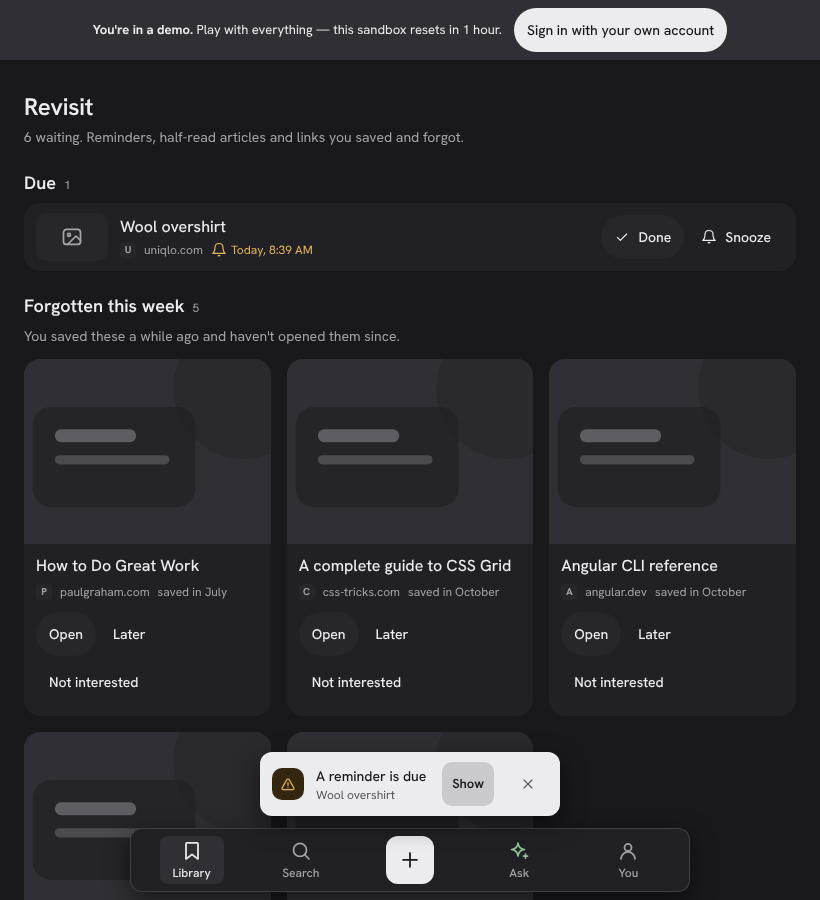 You're in a demo. Play with everything — this sandbox resets in 1 hour.
Sign in with your own account
Revisit
6 waiting. Reminders, half-read articles and links you saved and forgot.
Due 1
Wool overshirt
U uniqlo.com Today, 8:39 AM
Done
Snooze
Forgotten this week 5
You saved these a while ago and haven't opened them since.
How to Do Great Work
P paulgraham.com saved in July
Open Later
Not interested
A complete guide to CSS Grid
C css-tricks.com saved in October
Open Later
Not interested
Angular CLI reference
A angular.dev saved in October
Open Later
Not interested
A reminder is due
Wool overshirt
Show
Library
Search
Ask
You